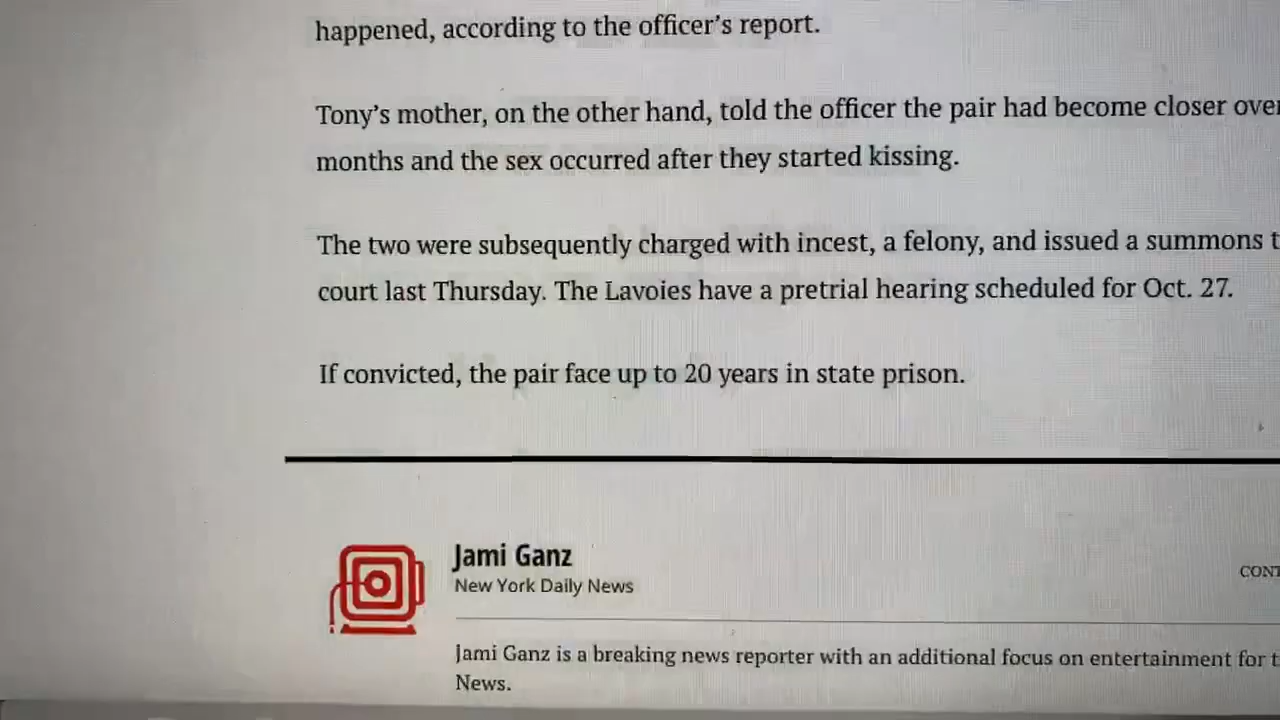 happened, according to the officer's report.
Tony's mother, on the other hand, told the officer the pair had become closer over
months and the sex occurred after they started kissing.
The two were subsequently charged with incest, a felony, and issued a summons t
court last Thursday. The Lavoies have a pretrial hearing scheduled for Oct. 27.
If convicted, the pair face up to 20 years in state prison.
Jami Ganz
New York Daily News
CONT
Jami Ganz is a breaking news reporter with an additional focus on entertainment for t
News.